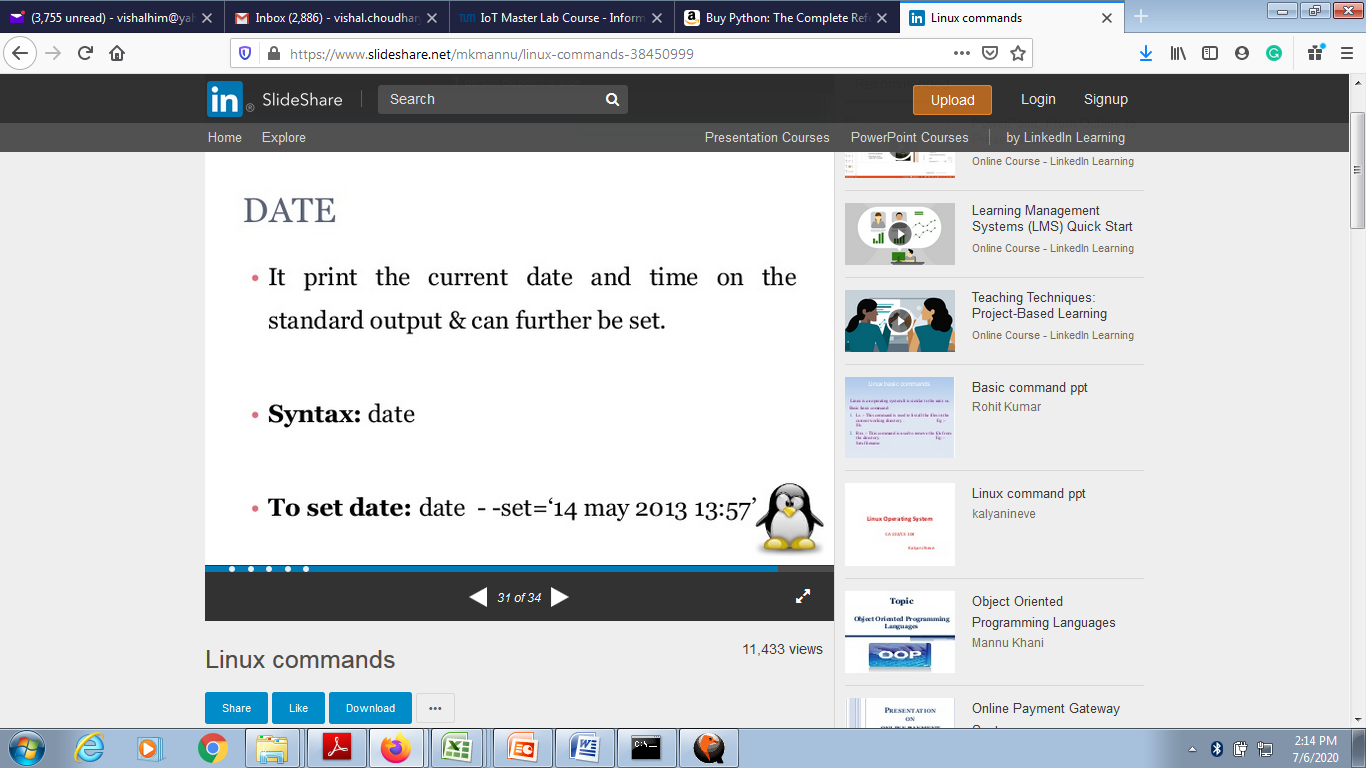 (3,755 unread) - vishalhim@yal
Inbox (2,886) - vishal.choudhar
IoT Master Lab Course - Inform
Buy Python: The Complete Refe
Linux commands
https://www.slideshare.net/mkmannu/linux-commands-38450999
in® SlideShare
Search
Upload
Login
Signup
Home
Explore
Presentation Courses
PowerPoint Courses
by LinkedIn Learning
DATE
• It print the current date and time on the
standard output & can further be set.
• Syntax: date
• To set date: date - -set=‘14 may 2013 13:57’
31 of 34
Linux commands
11,433 views
Share
Like
Download
Online Course - LinkedIn Learning
Learning Management
Systems (LMS) Quick Start
Online Course - LinkedIn Learning
Teaching Techniques:
Project-Based Learning
Online Course - LinkedIn Learning
Linux basic commands
Basic command ppt
Rohit Kumar
Linux Operating System
Linux command ppt
kalyanineve
Topic
Object Oriented Programming
Languages
OOP
Object Oriented
Programming Languages
Mannu Khani
PRESENTATION
ON
Online Payment Gateway
2:14 PM
7/6/2020